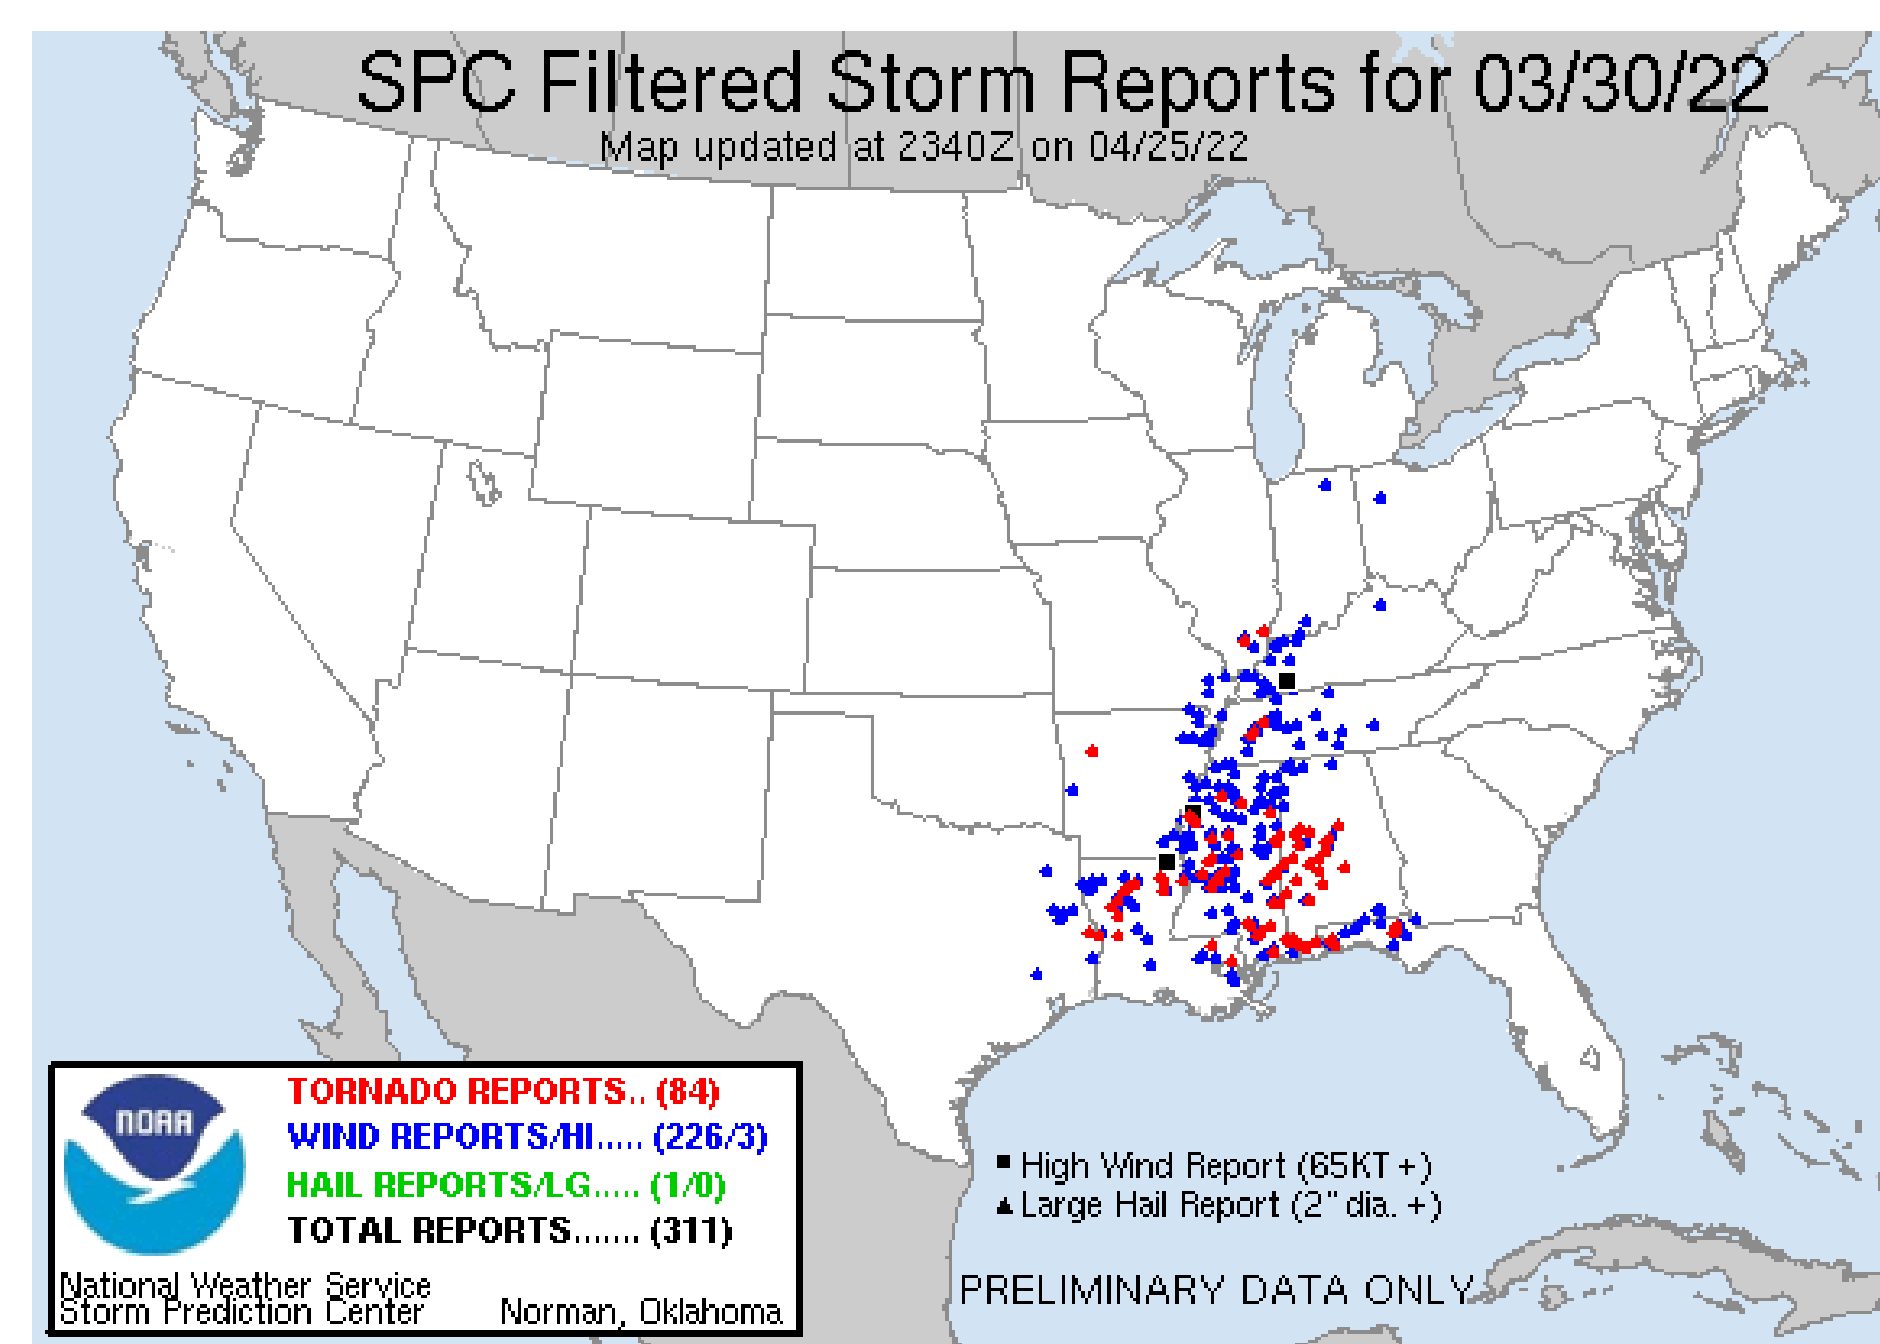 SPC Filtered Storm Reports for 03/30/22
Map updated at 2340Z on 04/25/22
NOAA
TORNADO REPORTS.. (84)
WIND REPORTS/HI..... (226/3)
HAIL REPORTS/LG..... (1/0)
TOTAL REPORTS....... (311)
National Weather Service
Storm Prediction Center Norman, Oklahoma
High Wind Report (65KT +)
Large Hail Report (2" dia. +)
PRELIMINARY DATA ONLY